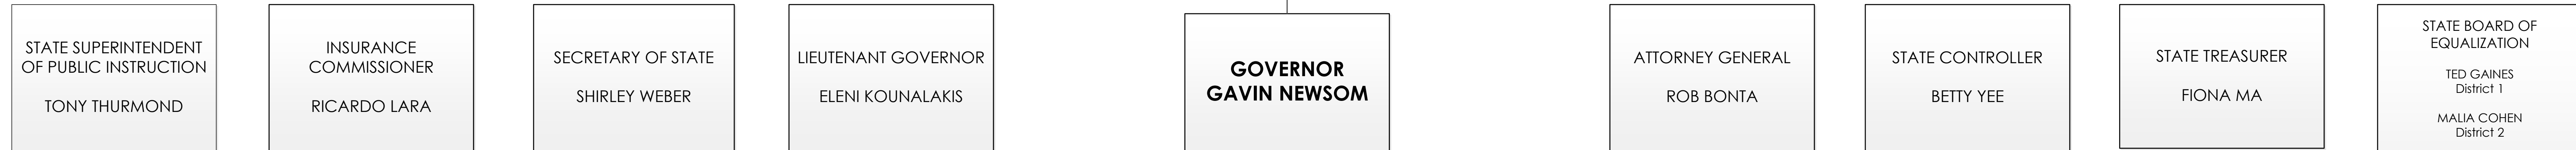 STATE SUPERINTENDENT
OF PUBLIC INSTRUCTION
TONY THURMOND
INSURANCE
COMMISSIONER
RICARDO LARA
SECRETARY OF STATE
SHIRLEY WEBER
LIEUTENANT GOVERNOR
ELENI KOUNALAKIS
GOVERNOR
GAVIN NEWSOM
ATTORNEY GENERAL
ROB BONTA
STATE CONTROLLER
BETTY YEE
STATE TREASURER
FIONA MA
STATE BOARD OF
EQUALIZATION
TED GAINES
District 1
MALIA COHEN
District 2